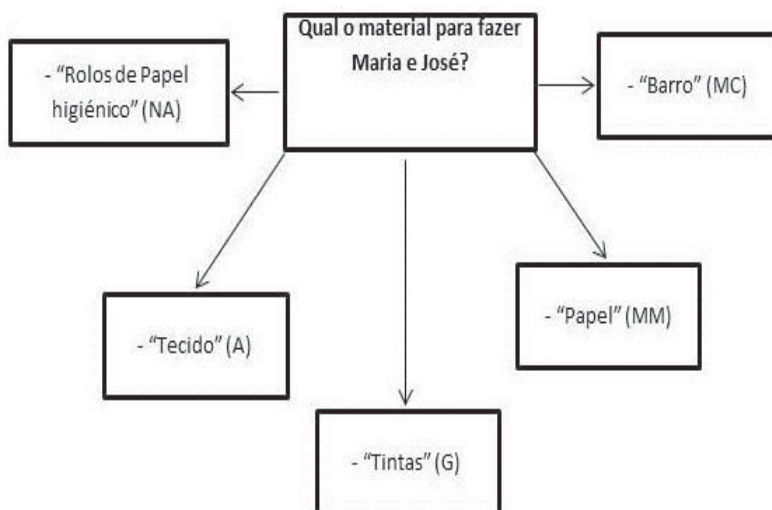 Qual o material para fazer
Maria e José?
- “Rolos de Papel
higiénico” (NA)
- “Barro” (MC)
- “Tecido” (A)
- “Papel” (MM)
- “Tintas” (G)